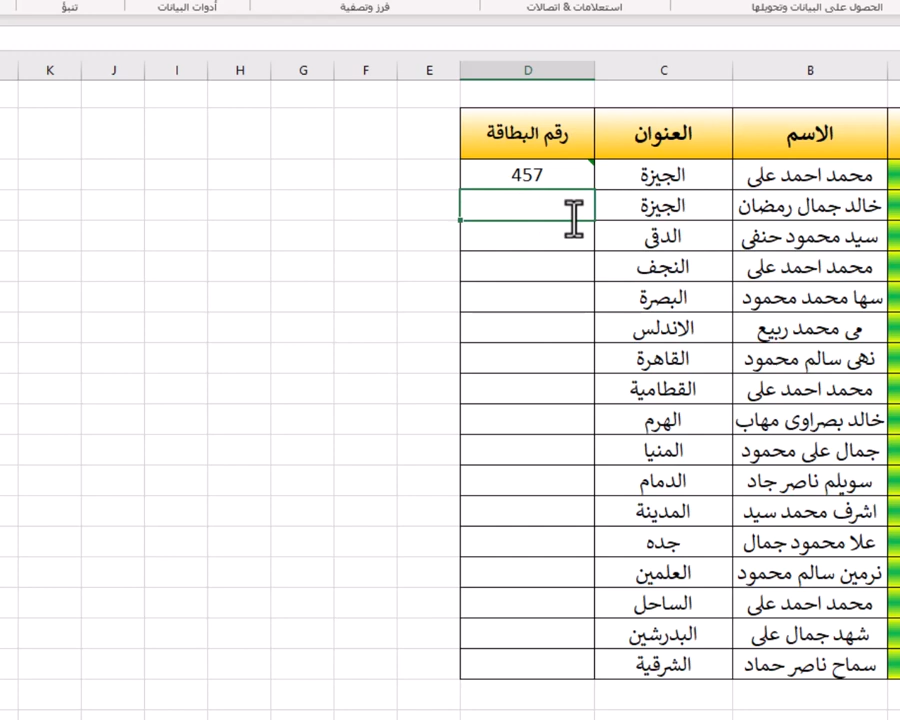 الحصول على البيانات وتحويلها استعلامات & اتصالات فرز وتصفية أدوات البيانات تنبؤ
B C D E F G H I J K
الاسم العنوان رقم البطاقة
محمد احمد على الجيزة 457
خالد جمال رمضان الجيزة
سيد محمود حنفى الدقى
محمد احمد على النجف
سها محمد محمود البصرة
مى محمد ربيع الاندلس
نهى سالم محمود القاهرة
محمد احمد على القطامية
خالد بصراوى مهاب الهرم
جمال على محمود المنيا
سويلم ناصر جاد الدمام
اشرف محمد سيد المدينة
علا محمود جمال جده
نرمين سالم محمود العلمين
محمد احمد على الساحل
شهد جمال على البدرشين
سماح ناصر حماد الشرقية